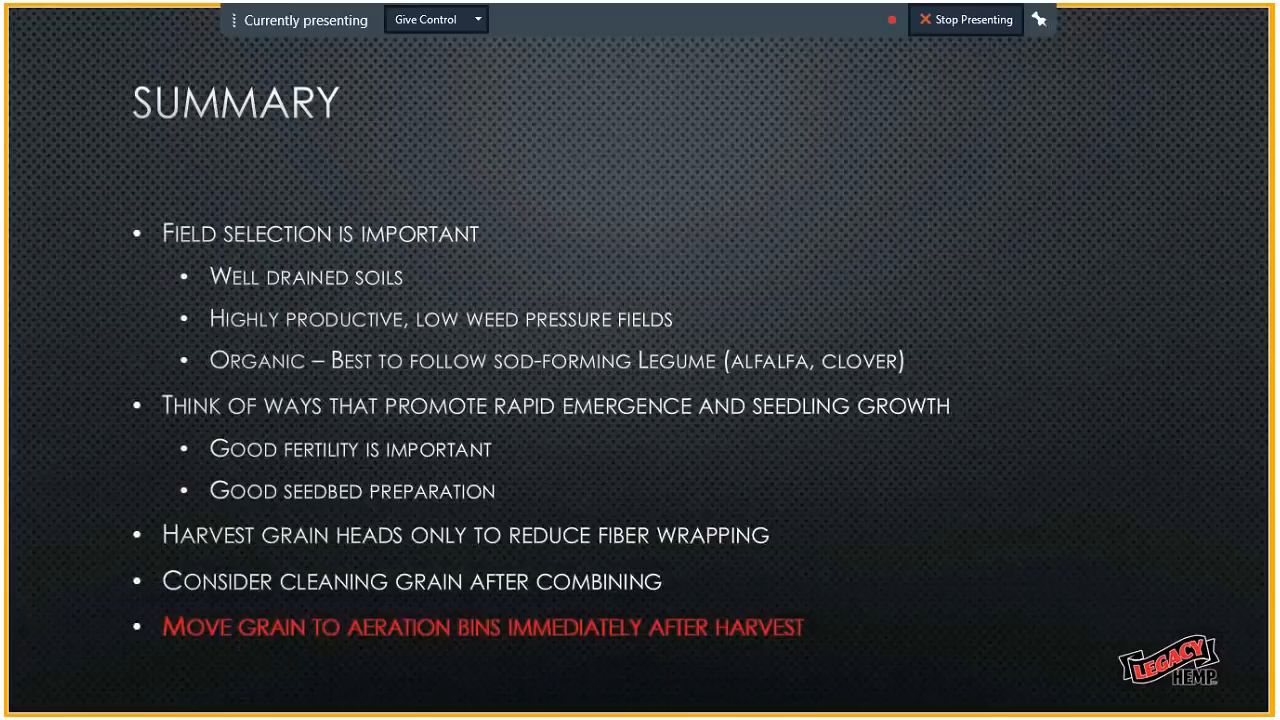 Currently presenting
Give Control
Stop Presenting
SUMMARY
• FIELD SELECTION IS IMPORTANT
• WELL DRAINED SOILS
• HIGHLY PRODUCTIVE, LOW WEED PRESSURE FIELDS
• ORGANIC – BEST TO FOLLOW SOD-FORMING LEGUME (ALFALFA, CLOVER)
• THINK OF WAYS THAT PROMOTE RAPID EMERGENCE AND SEEDLING GROWTH
• GOOD FERTILITY IS IMPORTANT
• GOOD SEEDBED PREPARATION
• HARVEST GRAIN HEADS ONLY TO REDUCE FIBER WRAPPING
• CONSIDER CLEANING GRAIN AFTER COMBINING
• MOVE GRAIN TO AERATION BINS IMMEDIATELY AFTER HARVEST
LEGACY
HEMP